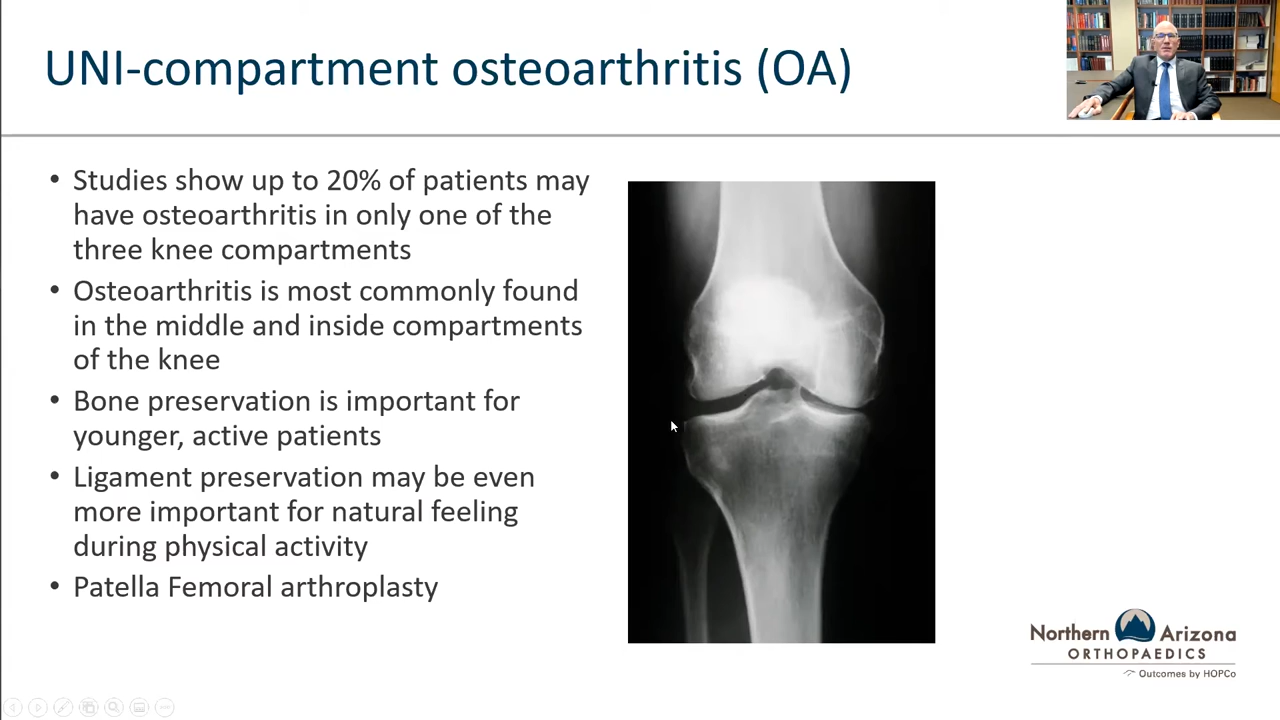 UNI-compartment osteoarthritis (OA)
• Studies show up to 20% of patients may
have osteoarthritis in only one of the
three knee compartments
• Osteoarthritis is most commonly found
in the middle and inside compartments
of the knee
• Bone preservation is important for
younger, active patients
• Ligament preservation may be even
more important for natural feeling
during physical activity
• Patella Femoral arthroplasty
Northern Arizona
ORTHOPAEDICS
Outcomes by HOPCo